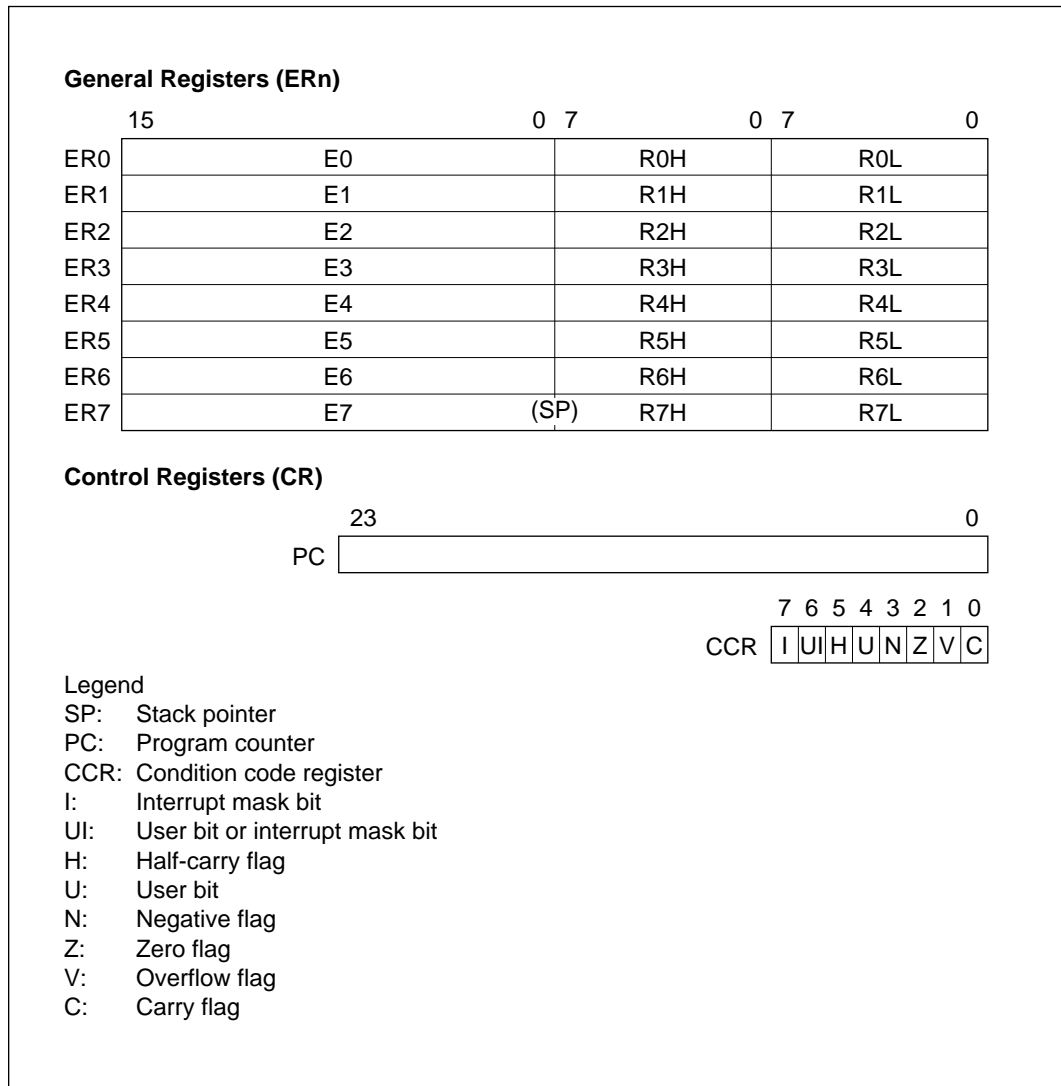 General Registers (ERn)
15 0 7 0 7 0
ER0 E0 R0H R0L
ER1 E1 R1H R1L
ER2 E2 R2H R2L
ER3 E3 R3H R3L
ER4 E4 R4H R4L
ER5 E5 R5H R5L
ER6 E6 R6H R6L
ER7 E7 (SP) R7H R7L
Control Registers (CR)
23 0
PC
7 6 5 4 3 2 1 0
CCR I UI H U N Z V C
Legend
SP: Stack pointer
PC: Program counter
CCR: Condition code register
I: Interrupt mask bit
UI: User bit or interrupt mask bit
H: Half-carry flag
U: User bit
N: Negative flag
Z: Zero flag
V: Overflow flag
C: Carry flag